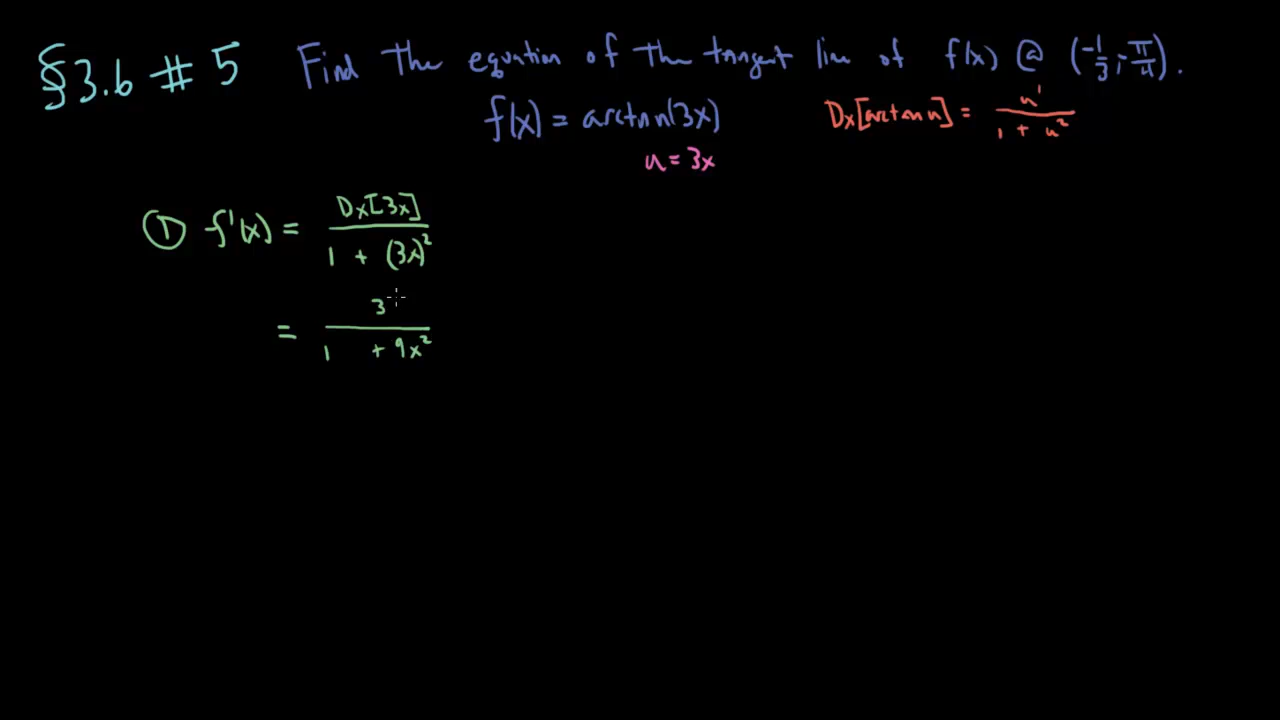 §3.6 # 5 Find the equation of the tangent line of f(x) @ (-1/3, -π/4).
f(x) = arctan(3x) Dx[arctan u] = u'/(1 + u²)
u = 3x
① f'(x) = Dx[3x]/(1 + (3x)²)
= 3/(1 + 9x²)